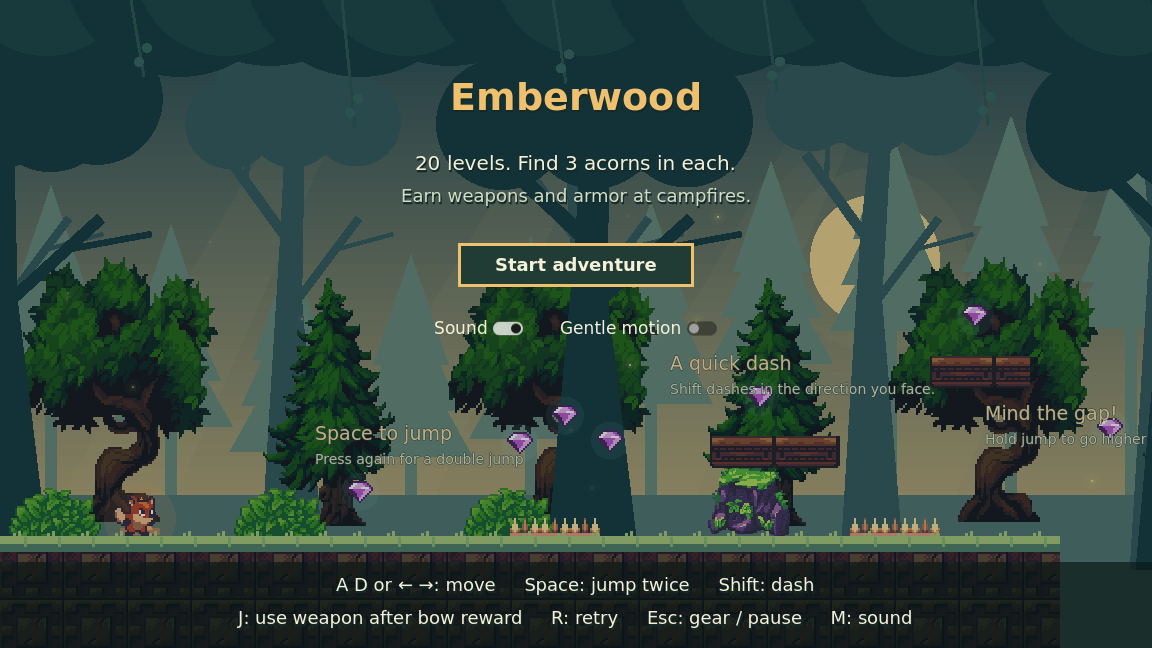 Emberwood
20 levels. Find 3 acorns in each.
Earn weapons and armor at campfires.
Start adventure
Sound
Gentle motion
A quick dash
Shift dashes in the direction you face.
Mind the gap!
Hold jump to go higher
Space to jump
Press again for a double jump
A D or ← →: move Space: jump twice Shift: dash
J: use weapon after bow reward R: retry Esc: gear / pause M: sound